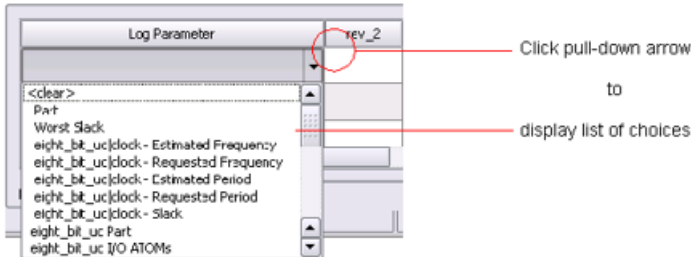 Log Parameter
rev_2
Click pull-down arrow
to
display list of choices
<clear>
Part
Worst Slack
eight_bit_uc|clock - Estimated Frequency
eight_bit_uc|clock - Requested Frequency
eight_bit_uc|clock - Estimated Period
eight_bit_uc|clock - Requested Period
eight_bit_uc|clock - Slack
eight_bit_uc Part
eight_bit_uc I/O ATOMs